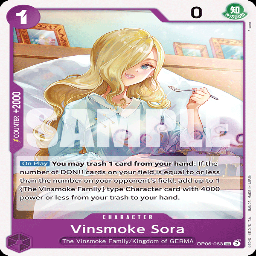 1
0
知
COUNTER +2000
SAMPLE
On Play You may trash 1 card from your hand: If the
number of DON!! cards on your field is equal to or less
than the number on your opponent's field, add up to 1
{The Vinsmoke Family} type Character card with 4000
power or less from your trash to your hand.
CHARACTER
Vinsmoke Sora
The Vinsmoke Family/Kingdom of GERMA